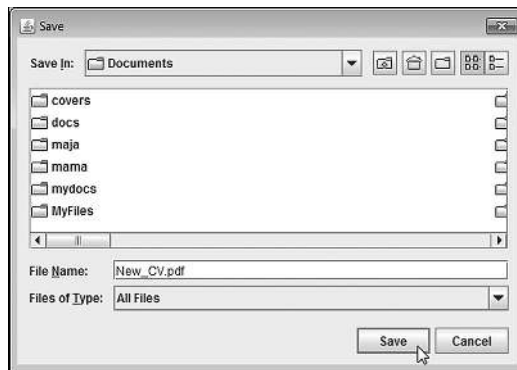 Save
Save In: Documents
covers
docs
maja
mama
mydocs
MyFiles
File Name: New_CV.pdf
Files of Type: All Files
Save Cancel